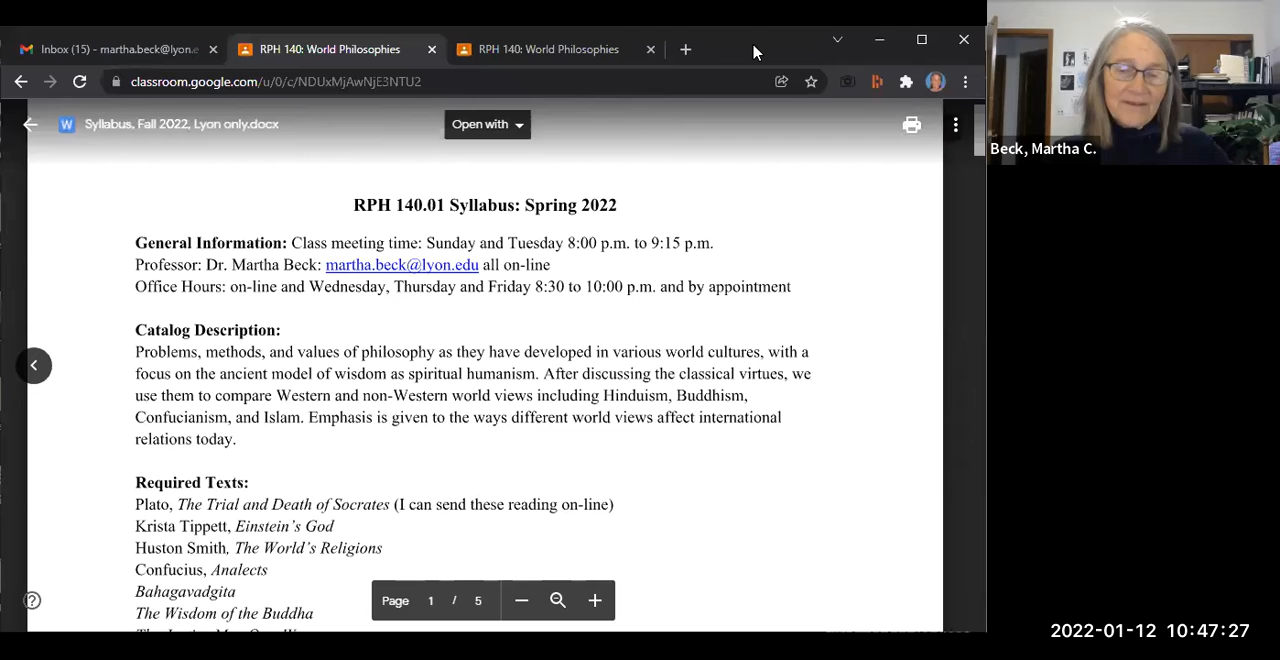 Inbox (15) - martha.beck@lyon.e
RPH 140: World Philosophies
RPH 140: World Philosophies
classroom.google.com/u/0/c/NDUxMjAwNjE3NTU2
Syllabus, Fall 2022, Lyon only.docx
Open with
Beck, Martha C.
RPH 140.01 Syllabus: Spring 2022
General Information: Class meeting time: Sunday and Tuesday 8:00 p.m. to 9:15 p.m.
Professor: Dr. Martha Beck: martha.beck@lyon.edu all on-line
Office Hours: on-line and Wednesday, Thursday and Friday 8:30 to 10:00 p.m. and by appointment
Catalog Description:
Problems, methods, and values of philosophy as they have developed in various world cultures, with a
focus on the ancient model of wisdom as spiritual humanism. After discussing the classical virtues, we
use them to compare Western and non-Western world views including Hinduism, Buddhism,
Confucianism, and Islam. Emphasis is given to the ways different world views affect international
relations today.
Required Texts:
Plato, The Trial and Death of Socrates (I can send these reading on-line)
Krista Tippett, Einstein's God
Huston Smith, The World's Religions
Confucius, Analects
Bahagavadgita
The Wisdom of the Buddha
Page 1 / 5
2022-01-12 10:47:27